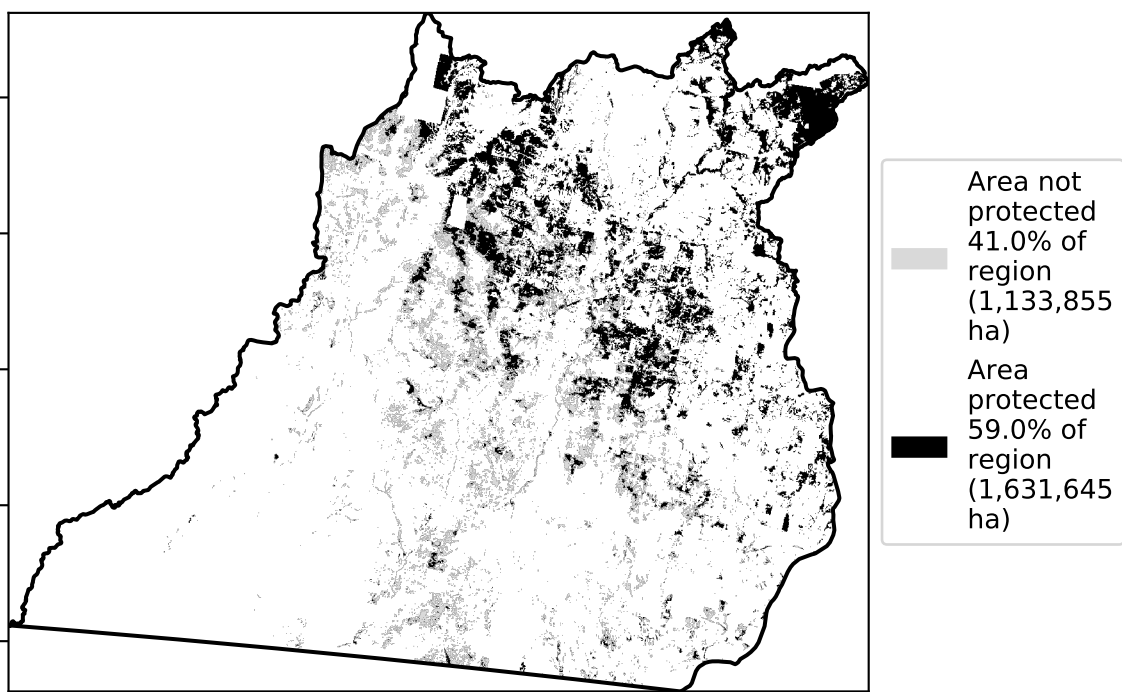 Area not
protected
41.0% of
region
(1,133,855
ha)
Area
protected
59.0% of
region
(1,631,645
ha)